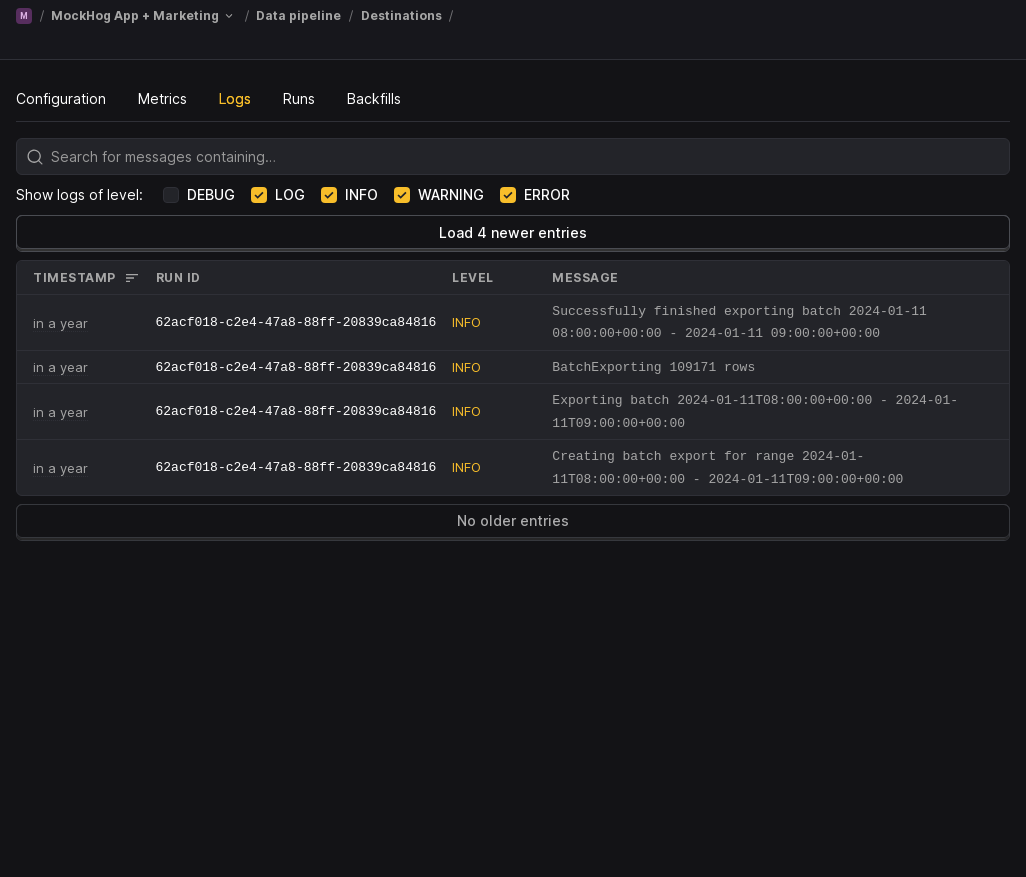 M / MockHog App + Marketing / Data pipeline / Destinations /
Configuration Metrics Logs Runs Backfills
Search for messages containing…
Show logs of level: DEBUG LOG INFO WARNING ERROR
Load 4 newer entries
TIMESTAMP RUN ID LEVEL MESSAGE
in a year 62acf018-c2e4-47a8-88ff-20839ca84816 INFO Successfully finished exporting batch 2024-01-11
08:00:00+00:00 - 2024-01-11 09:00:00+00:00
in a year 62acf018-c2e4-47a8-88ff-20839ca84816 INFO BatchExporting 109171 rows
in a year 62acf018-c2e4-47a8-88ff-20839ca84816 INFO Exporting batch 2024-01-11T08:00:00+00:00 - 2024-01-
11T09:00:00+00:00
in a year 62acf018-c2e4-47a8-88ff-20839ca84816 INFO Creating batch export for range 2024-01-
11T08:00:00+00:00 - 2024-01-11T09:00:00+00:00
No older entries